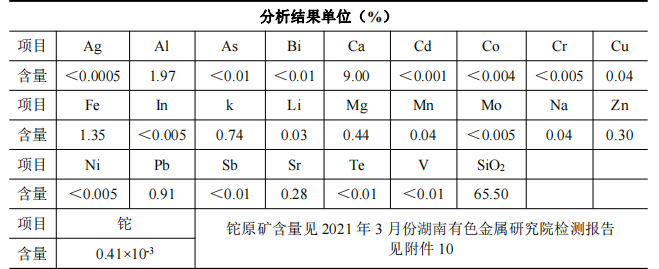 分析结果单位（%）
项目 Ag Al As Bi Ca Cd Co Cr Cu
含量 ＜0.0005 1.97 ＜0.01 ＜0.01 9.00 ＜0.001 ＜0.004 ＜0.005 0.04
项目 Fe In k Li Mg Mn Mo Na Zn
含量 1.35 ＜0.005 0.74 0.03 0.44 0.04 ＜0.005 0.04 0.30
项目 Ni Pb Sb Sr Te V SiO₂
含量 ＜0.005 0.91 ＜0.01 0.28 ＜0.01 ＜0.01 65.50
项目 铊
铊原矿含量见 2021 年 3 月份湖南有色金属研究院检测报告
见附件 10
含量 0.41×10⁻³